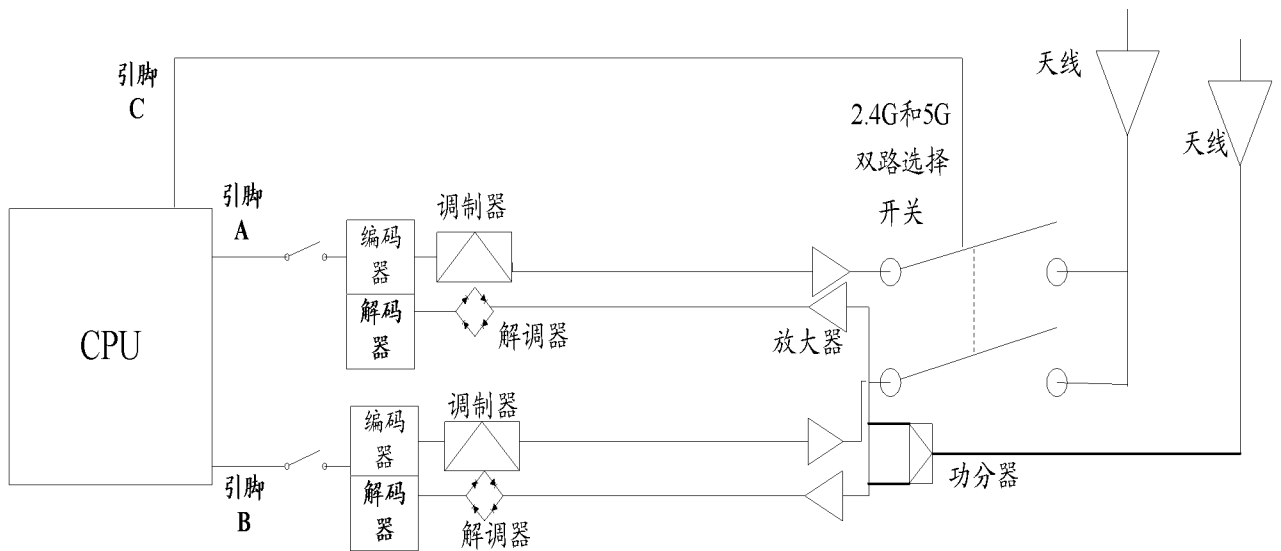 引脚
C
天线
2.4G和5G
双路选择
开关
天线
引脚
A
调制器
编码
器
解码
器
解调器
放大器
CPU
调制器
编码
器
解码
器
解调器
功分器
引脚
B